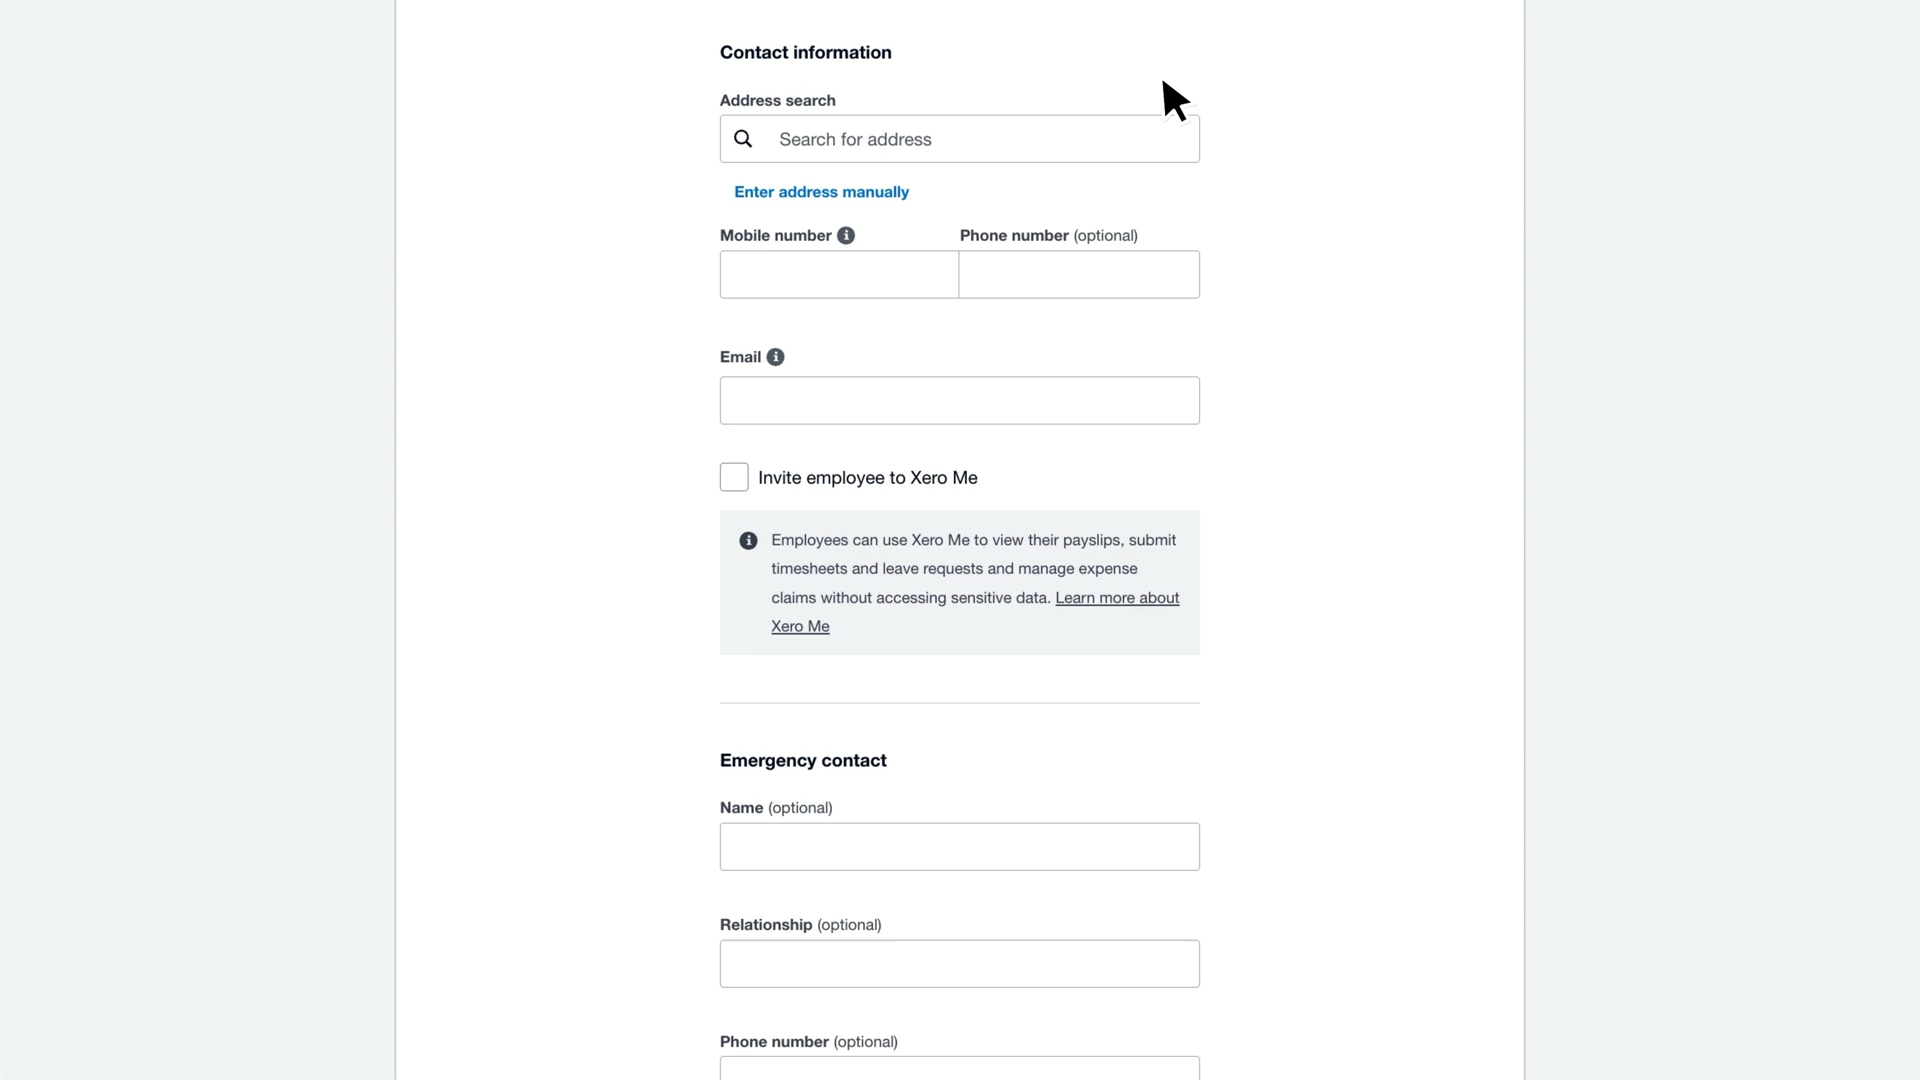 Contact information
Address search
Search for address
Enter address manually
Mobile number
Phone number (optional)
Email
Invite employee to Xero Me
Employees can use Xero Me to view their payslips, submit
timesheets and leave requests and manage expense
claims without accessing sensitive data. Learn more about
Xero Me
Emergency contact
Name (optional)
Relationship (optional)
Phone number (optional)